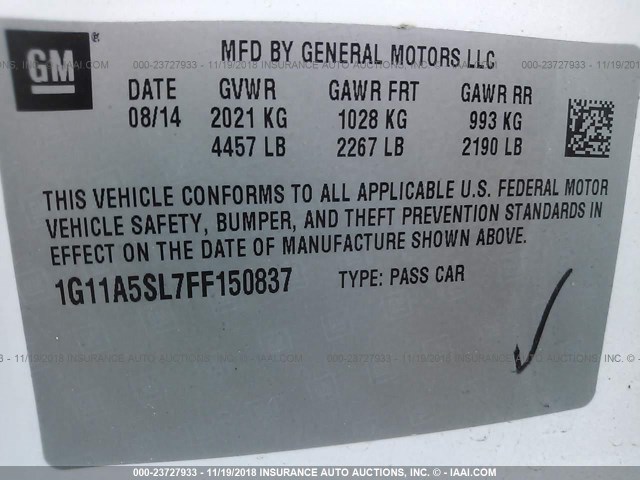 GM
MFD BY GENERAL MOTORS LLC
DATE GVWR GAWR FRT GAWR RR
08/14 2021 KG 1028 KG 993 KG
4457 LB 2267 LB 2190 LB
THIS VEHICLE CONFORMS TO ALL APPLICABLE U.S. FEDERAL MOTOR
VEHICLE SAFETY, BUMPER, AND THEFT PREVENTION STANDARDS IN
EFFECT ON THE DATE OF MANUFACTURE SHOWN ABOVE.
1G11A5SL7FF150837 TYPE: PASS CAR
000-23727933 - 11/19/2018 - INSURANCE AUTO AUCTIONS, INC. © - IAAI.COM